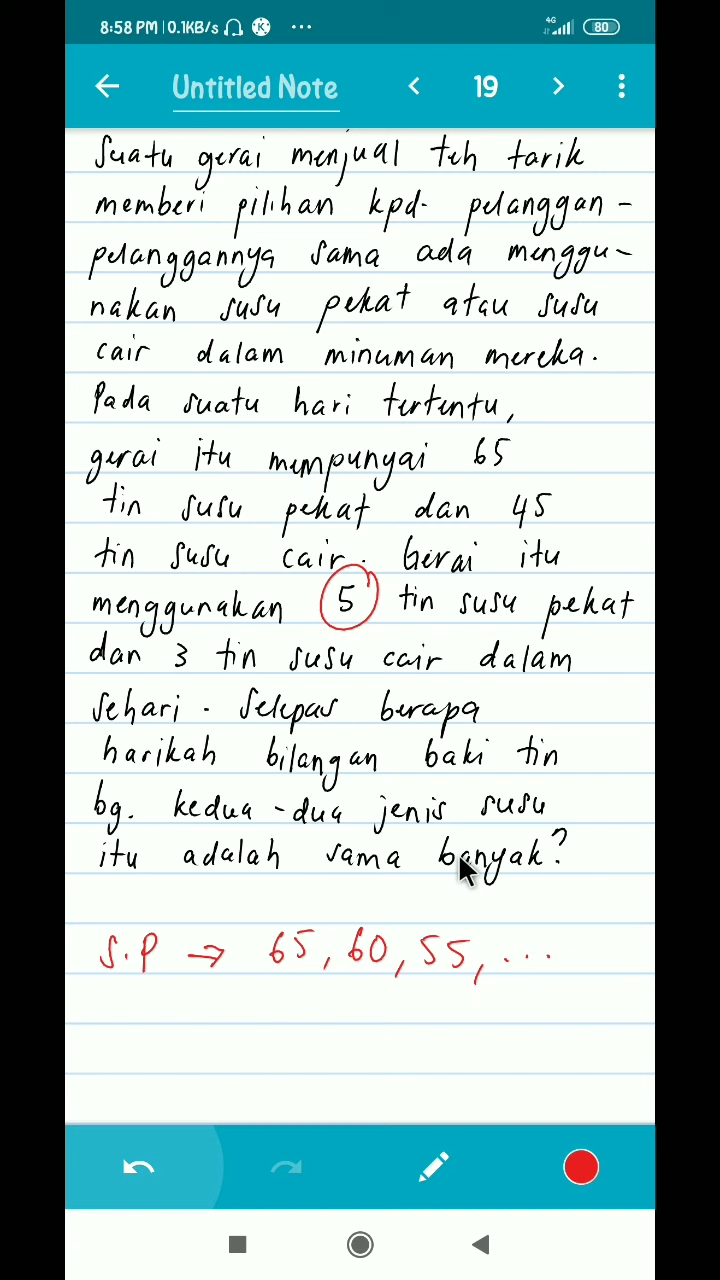 8:58 PM | 0.1KB/s ... 4G 80
Untitled Note < 19 >
Suatu gerai menjual teh tarik
memberi pilihan kpd. pelanggan-
pelanggannya sama ada menggu-
nakan susu pekat atau susu
cair dalam minuman mereka.
Pada suatu hari tertentu,
gerai itu mempunyai 65
tin susu pekat dan 45
tin susu cair. Gerai itu
menggunakan 5 tin susu pekat
dan 3 tin susu cair dalam
sehari. Selepas berapa
harikah bilangan baki tin
bg. kedua-dua jenis susu
itu adalah sama banyak?
S.P → 65, 60, 55, ...